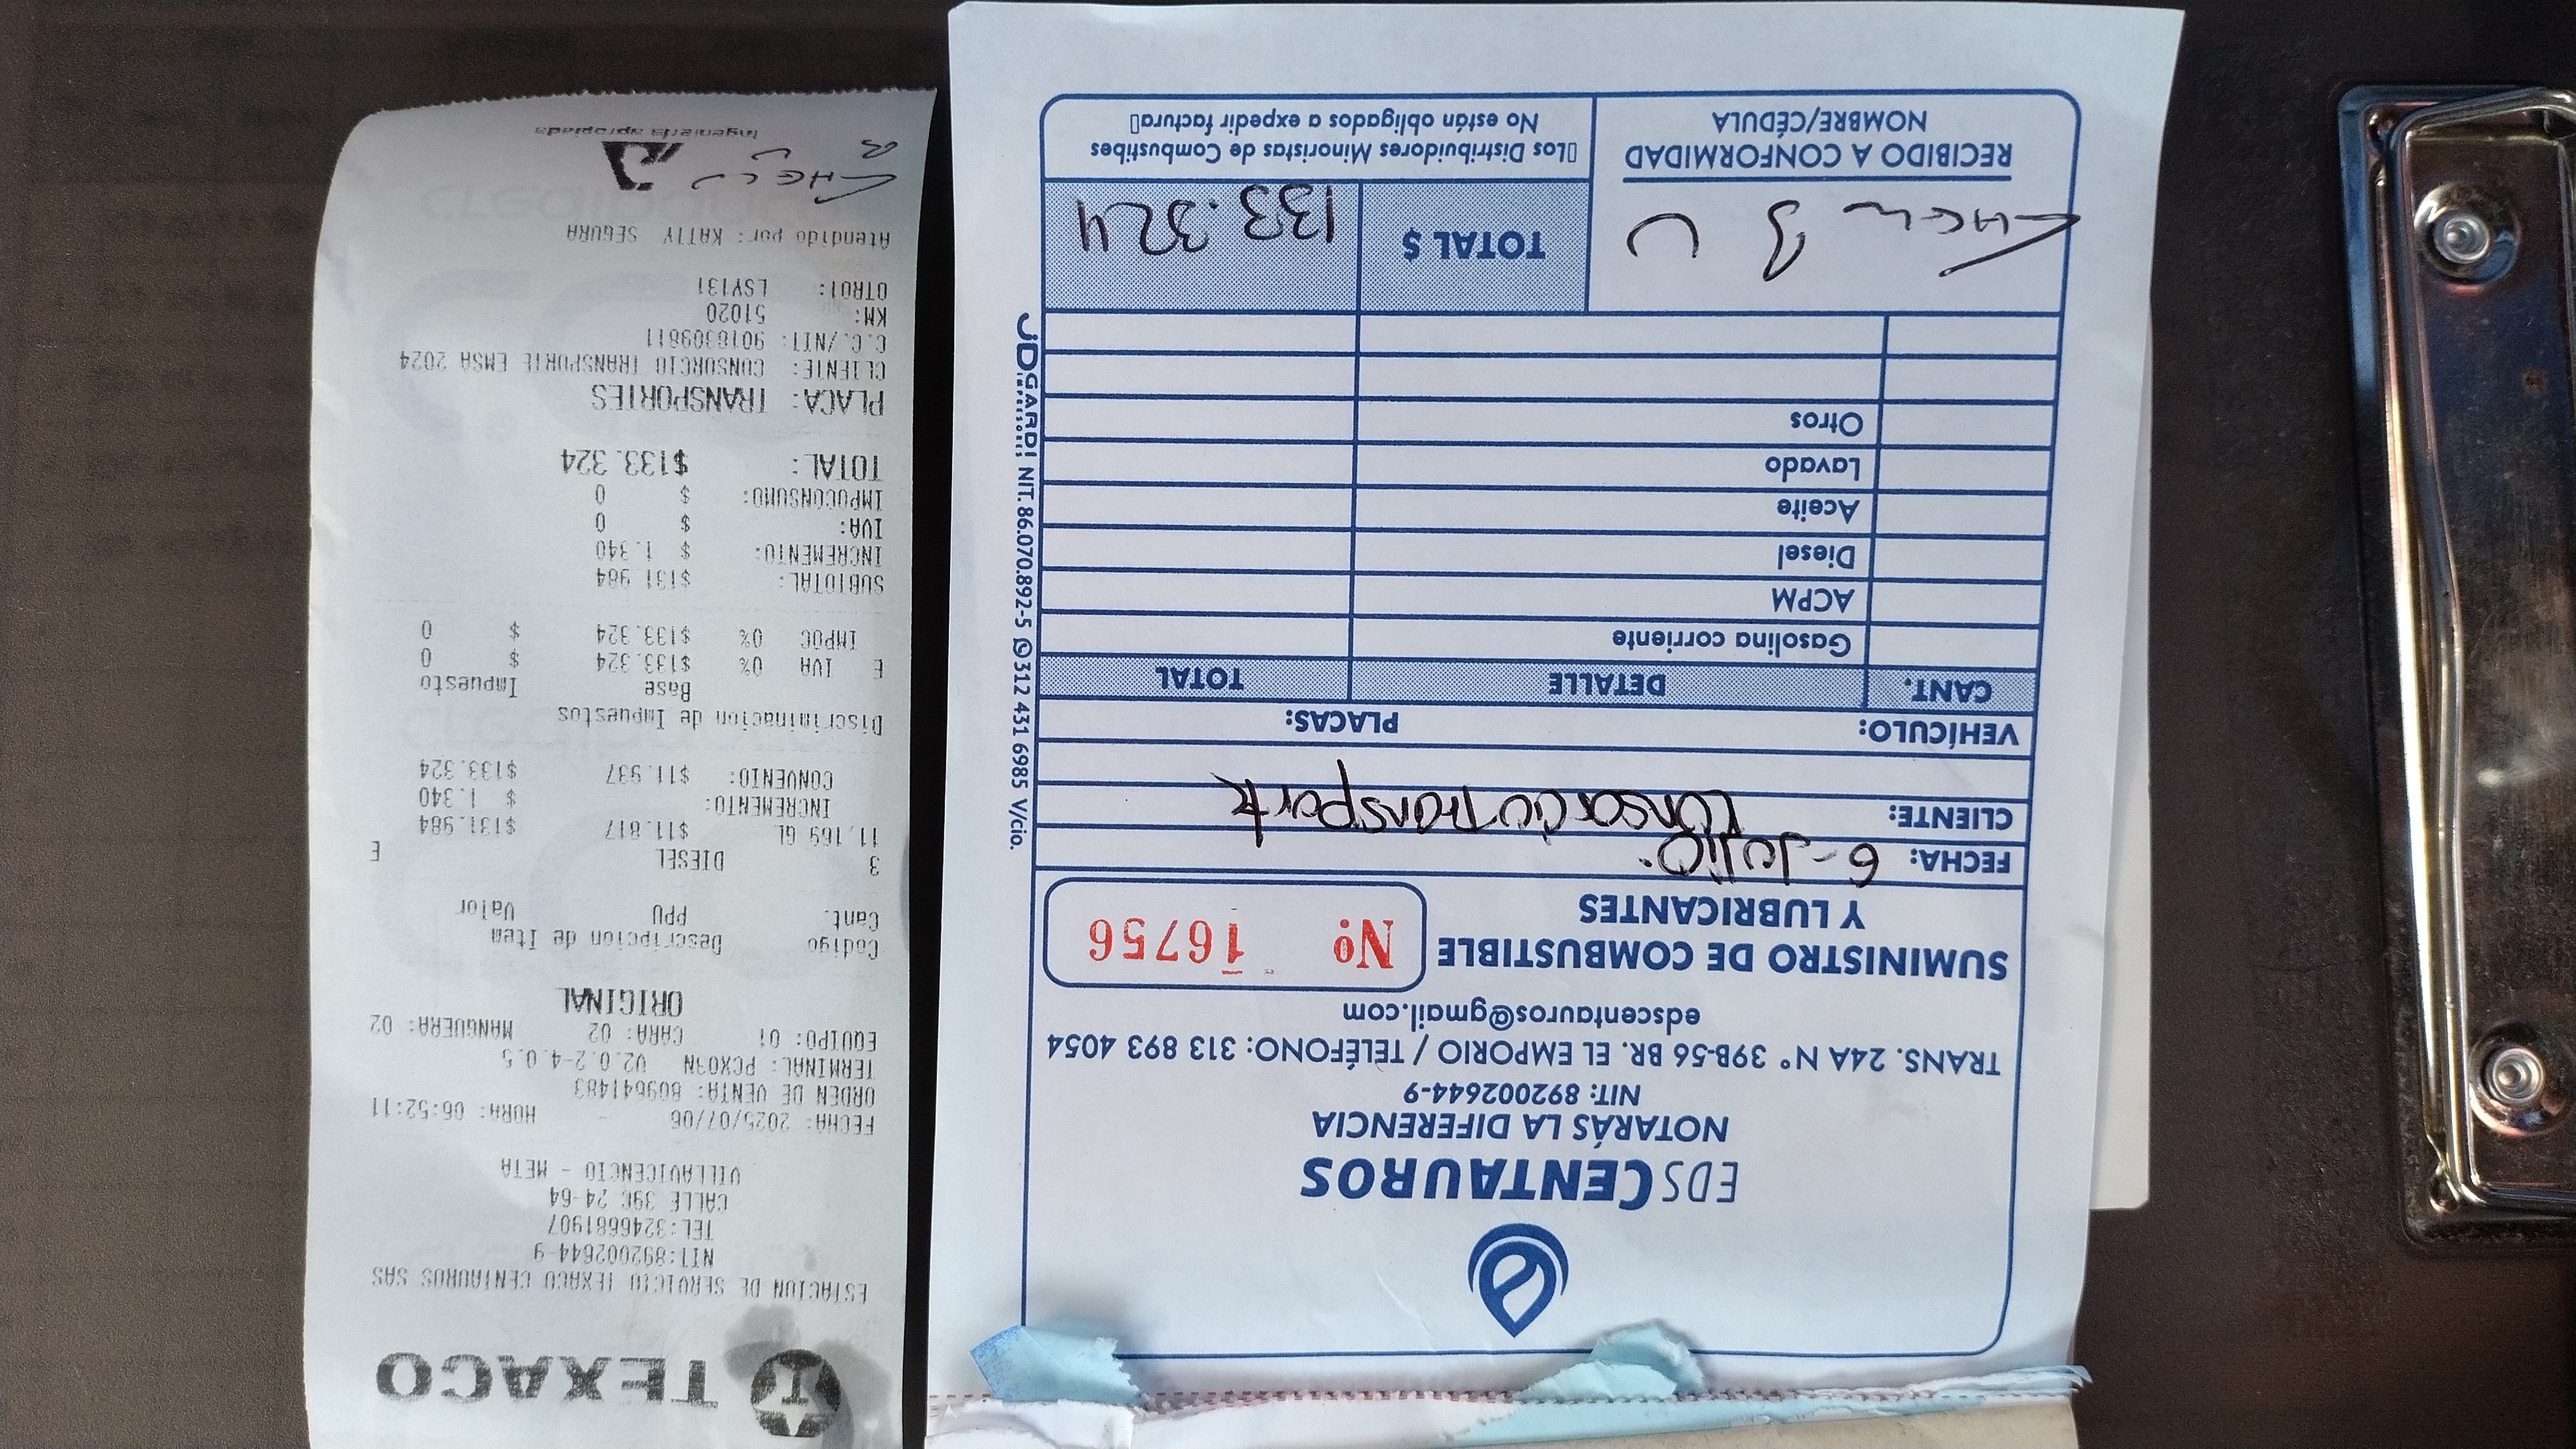 TEXACO
ESTACION DE SERVICIO TEXACO CENTAUROS SAS
NIT:892002644-9
TEL:3246681907
CALLE 39C 24-64
VILLAVICENCIO - META
FECHA: 2025/07/06 HORA: 06:52:11
ORDEN DE VENTA: 809641483
TERMINAL: V2.0.2-4.0.5
EQUIPO: 01 CARA: 02 MANGUERA: 02
ORIGINAL
Codigo Descripcion de Item
Cant. PPU Valor
3 DIESEL E
11.169 GL $11.817 $131.984
INCREMENTO: $ 1.340
CONVENIO: $11.937 $133.324
Discriminacion de Impuestos
Base Impuesto
E IVA 0% $133.324 $ 0
IMPOC 0% $133.324 $ 0
SUBTOTAL: $131.984
INCREMENTO: $ 1.340
IVA: $ 0
IMPOCONSUMO: $ 0
TOTAL: $133.324
PLACA: TRANSPORTES
CLIENTE: CONSORCIO TRANSPORTE EMSA 2024
C.C./NIT: 9018309611
KM: 51020
OTRO1: LSY131
Atendido por: KATTY SEGURA
Ingeniería apropiada
EDS CENTAUROS
NOTARÁS LA DIFERENCIA
NIT: 892002644-9
TRANS. 24A N° 39B-56 BR. EL EMPORIO / TELÉFONO: 313 893 4054
edscentauros@gmail.com
SUMINISTRO DE COMBUSTIBLE
Y LUBRICANTES
No 16756
FECHA: 6-Julio.
CLIENTE: Consorcio Transporte
VEHÍCULO: PLACAS:
CANT. DETALLE TOTAL
Gasolina corriente
ACPM
Diesel
Aceite
Lavado
Otros
TOTAL $ 133.324
RECIBIDO A CONFORMIDAD
NOMBRE/CÉDULA
Los Distribuidores Minoristas de Combustibes
No están obligados a expedir factura
JDGARDI NIT. 86.070.892-5 312 431 6985 V/cio.